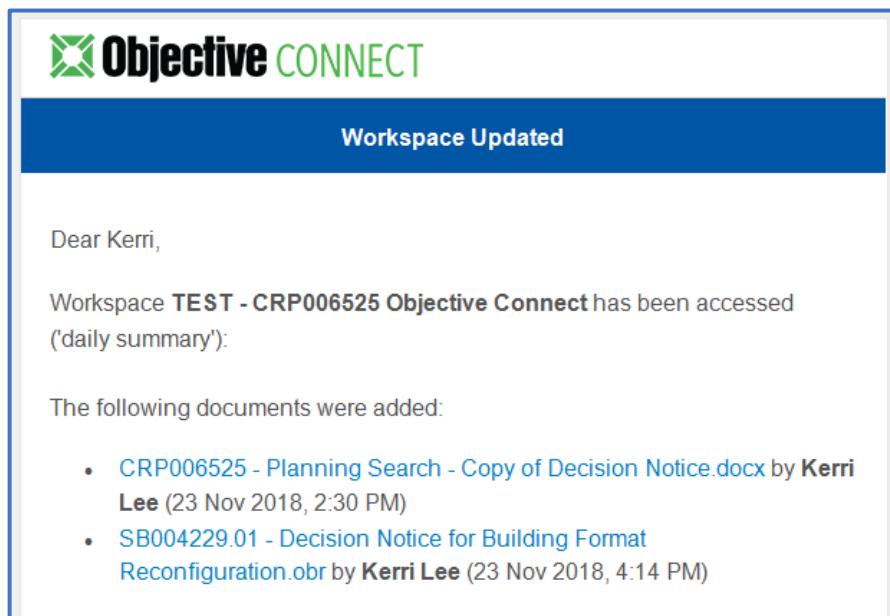 Objective CONNECT
Workspace Updated
Dear Kerri,
Workspace TEST - CRP006525 Objective Connect has been accessed
('daily summary'):
The following documents were added:
• CRP006525 - Planning Search - Copy of Decision Notice.docx by Kerri
Lee (23 Nov 2018, 2:30 PM)
• SB004229.01 - Decision Notice for Building Format
Reconfiguration.obr by Kerri Lee (23 Nov 2018, 4:14 PM)